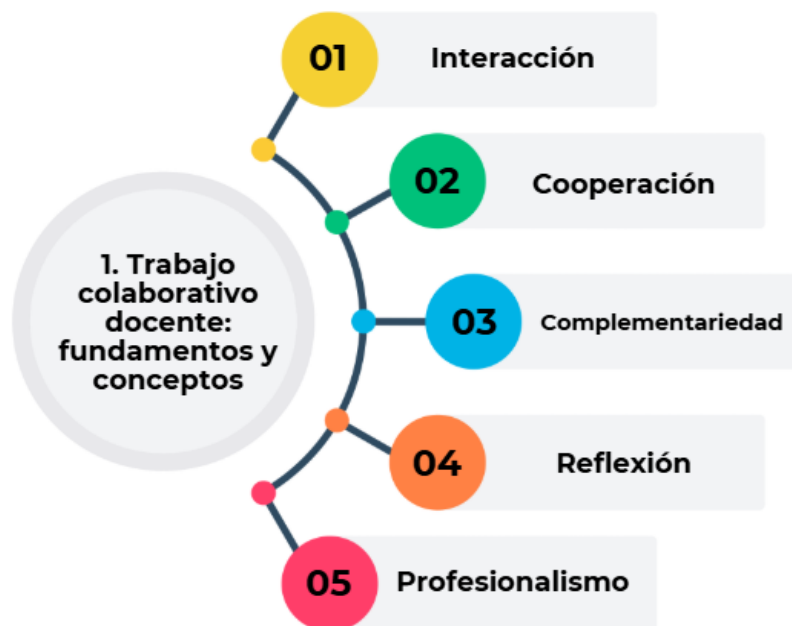 1. Trabajo
colaborativo
docente:
fundamentos y
conceptos
01 Interacción
02 Cooperación
03 Complementariedad
04 Reflexión
05 Profesionalismo